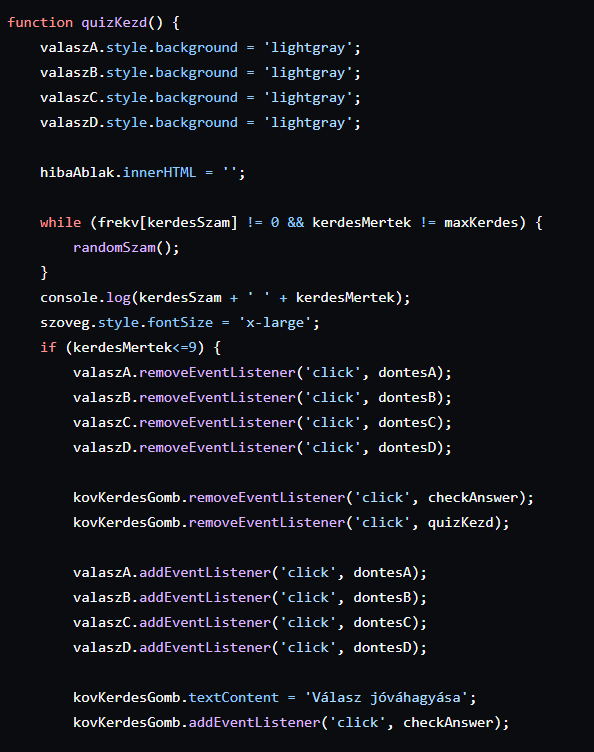 function quizKezd() {
    valaszA.style.background = 'lightgray';
    valaszB.style.background = 'lightgray';
    valaszC.style.background = 'lightgray';
    valaszD.style.background = 'lightgray';

    hibaAblak.innerHTML = '';

    while (frekv[kerdesSzam] != 0 && kerdesMertek != maxKerdes) {
        randomSzam();
    }
    console.log(kerdesSzam + ' ' + kerdesMertek);
    szoveg.style.fontSize = 'x-large';
    if (kerdesMertek<=9) {
        valaszA.removeEventListener('click', dontesA);
        valaszB.removeEventListener('click', dontesB);
        valaszC.removeEventListener('click', dontesC);
        valaszD.removeEventListener('click', dontesD);

        kovKerdesGomb.removeEventListener('click', checkAnswer);
        kovKerdesGomb.removeEventListener('click', quizKezd);

        valaszA.addEventListener('click', dontesA);
        valaszB.addEventListener('click', dontesB);
        valaszC.addEventListener('click', dontesC);
        valaszD.addEventListener('click', dontesD);

        kovKerdesGomb.textContent = 'Válasz jóváhagyása';
        kovKerdesGomb.addEventListener('click', checkAnswer);